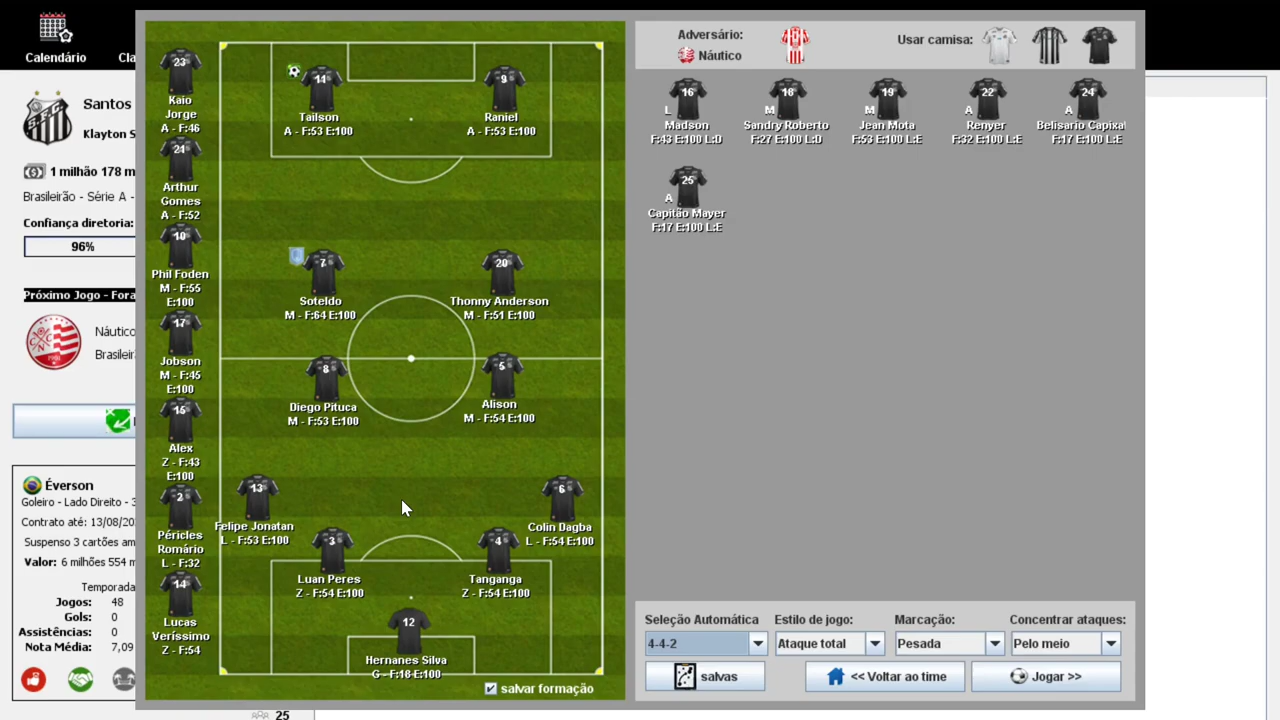 Calendário
Cla
Santos
Klayton S
1 milhão 178 m
Brasileirão - Série A -
Confiança diretoria:
96%
Próximo Jogo - Fora
Náutico
Brasileir
Éverson
Goleiro - Lado Direito - 3
Contrato até: 13/08/20
Suspenso 3 cartões am
Valor: 6 milhões 554 m
Temporada
Jogos: 48
Gols: 0
Assistências: 0
Nota Média: 7,09
25
23
Kaio
Jorge
A - F:46
21
Arthur
Gomes
A - F:52
10
Phil Foden
M - F:55
E:100
17
Jobson
M - F:45
E:100
15
Alex
Z - F:43
E:100
2
Péricles
Romário
L - F:32
14
Lucas
Veríssimo
Z - F:54
11
Tailson
A - F:53 E:100
9
Raniel
A - F:53 E:100
7
Soteldo
M - F:64 E:100
20
Thonny Anderson
M - F:51 E:100
8
Diego Pituca
M - F:53 E:100
5
Alison
M - F:54 E:100
13
Felipe Jonatan
L - F:53 E:100
6
Colin Dagba
L - F:54 E:100
3
Luan Peres
Z - F:54 E:100
4
Tanganga
Z - F:54 E:100
12
Hernanes Silva
G - F:18 E:100
salvar formação
Adversário:
Náutico
Usar camisa:
16
L
Madson
F:43 E:100 L:D
18
M
Sandry Roberto
F:27 E:100 L:D
19
M
Jean Mota
F:53 E:100 L:E
22
A
Renyer
F:32 E:100 L:E
24
A
Belisario Capixa
F:17 E:100 L:E
25
A
Capitão Mayer
F:17 E:100 L:E
Seleção Automática
4-4-2
Estilo de jogo:
Ataque total
Marcação:
Pesada
Concentrar ataques:
Pelo meio
salvas
<< Voltar ao time
Jogar >>